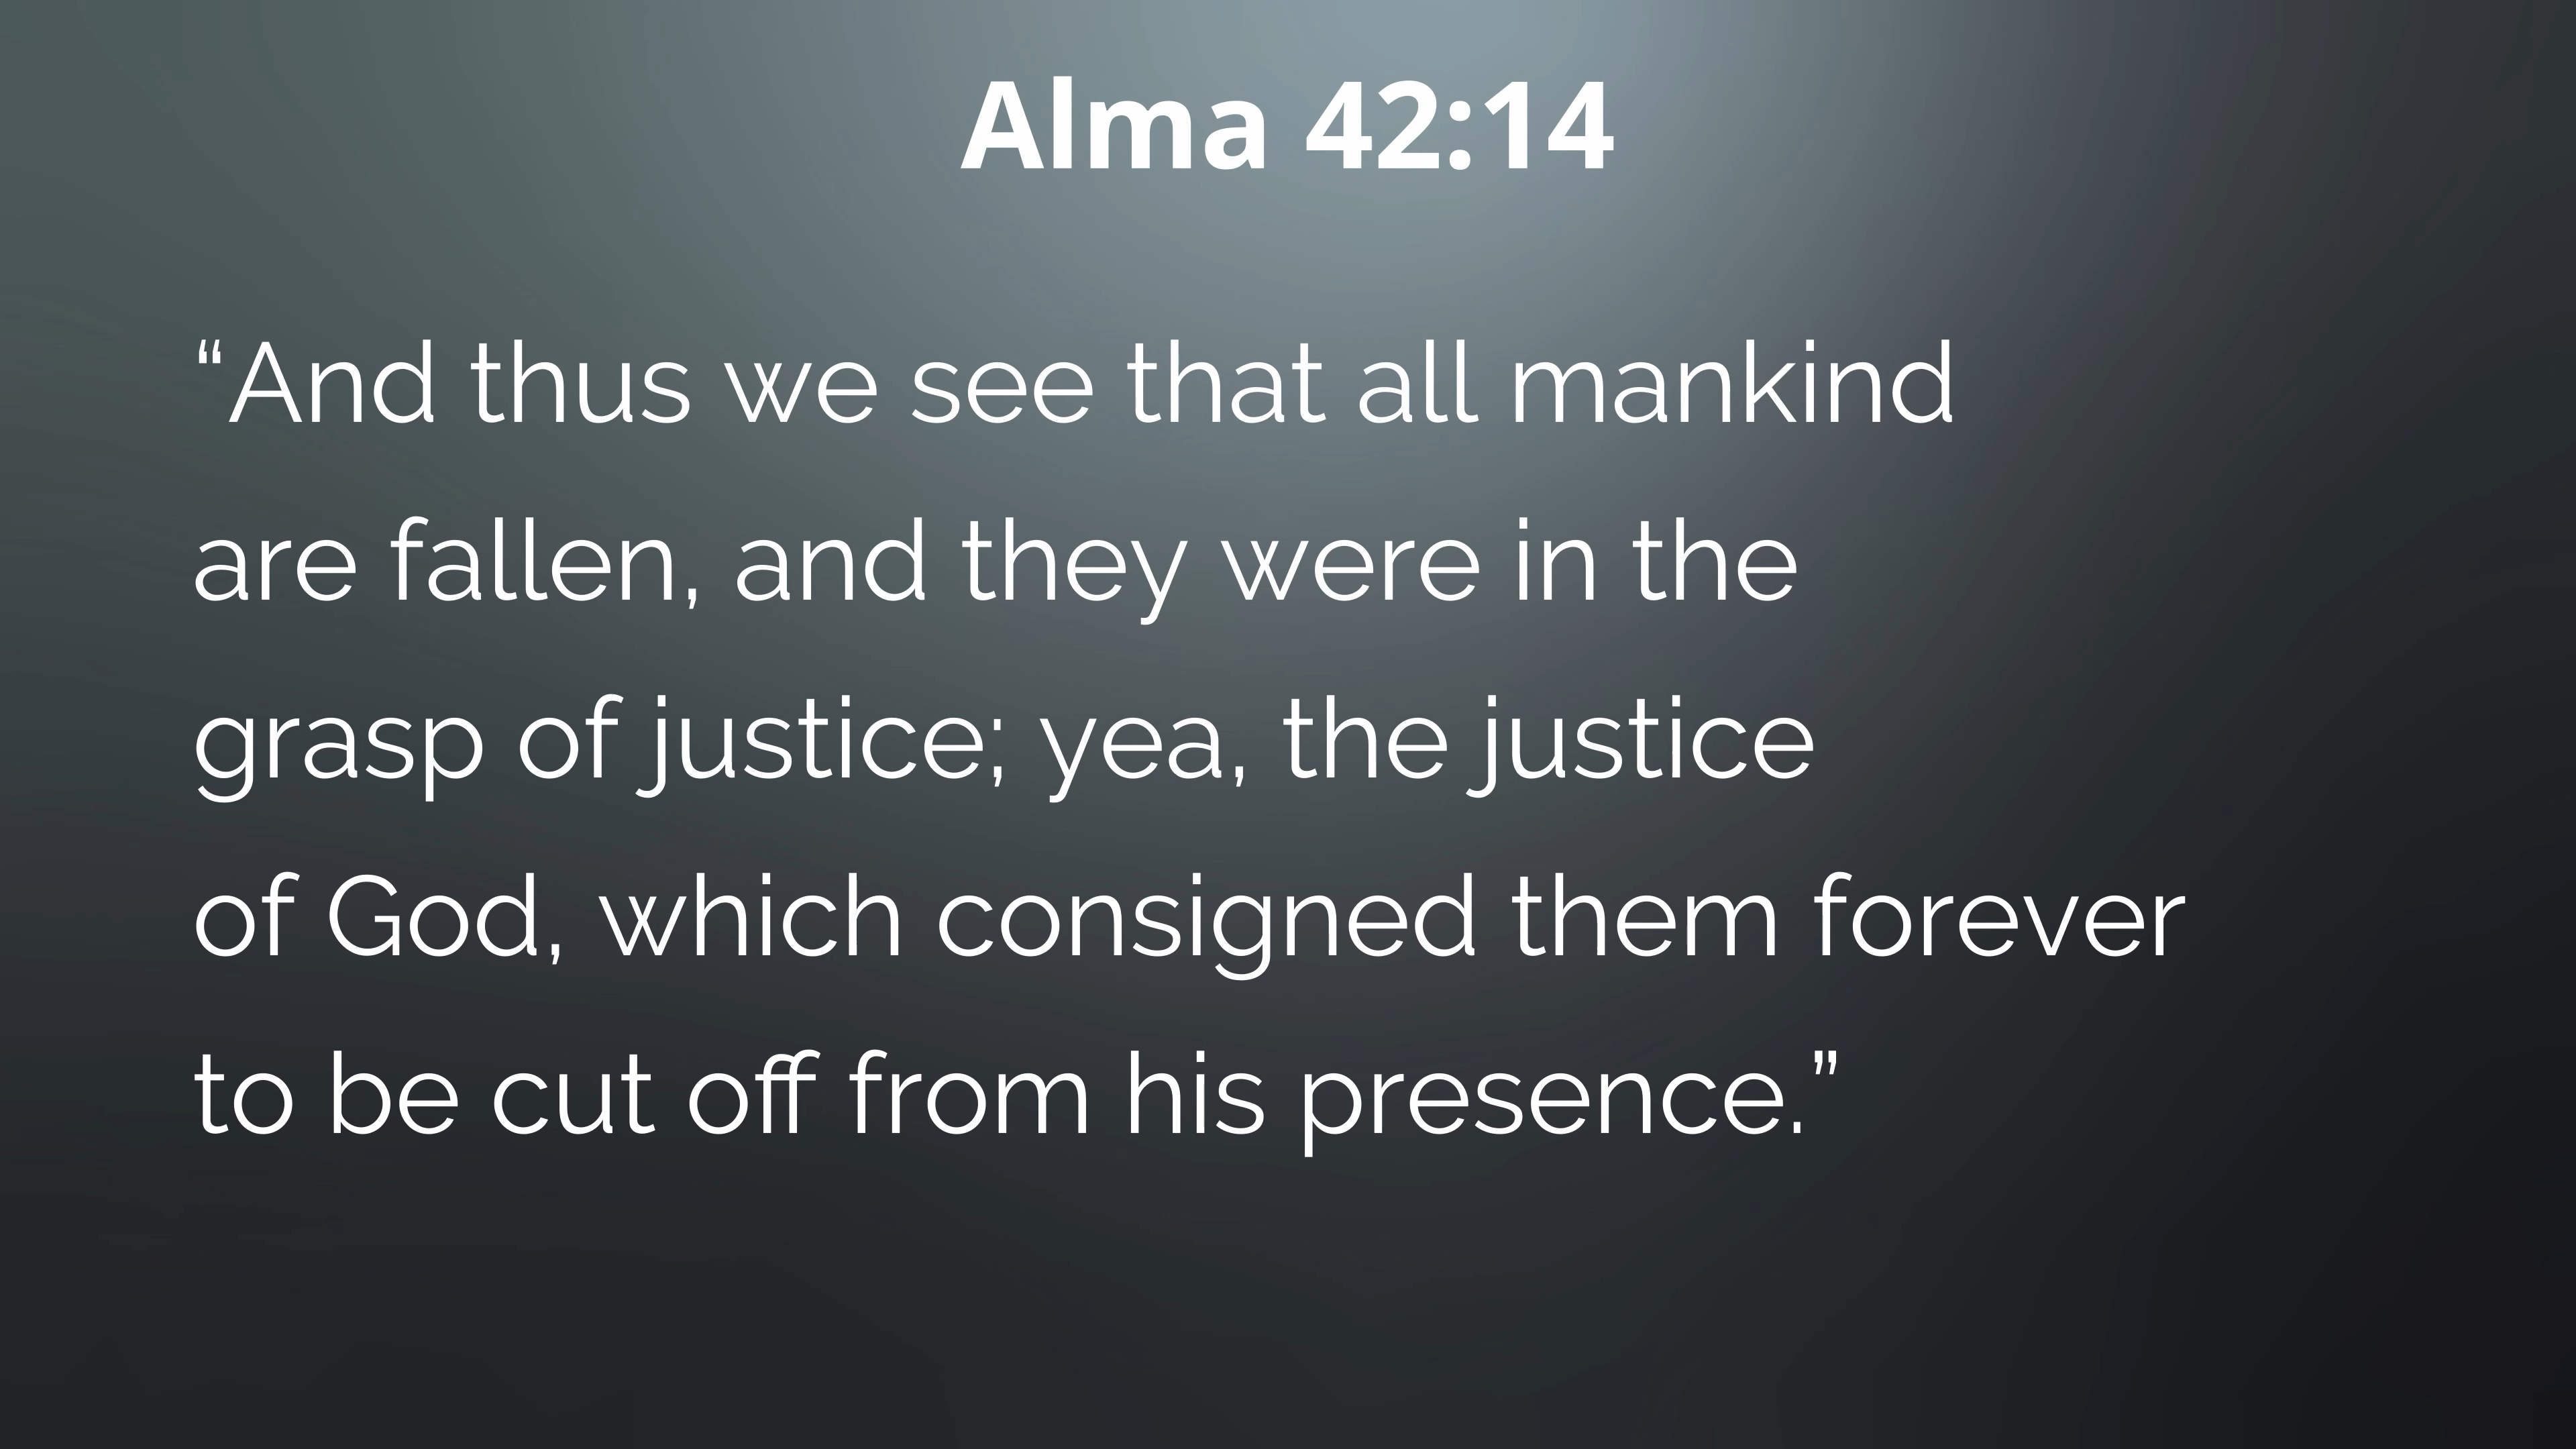 Alma 42:14
“And thus we see that all mankind
are fallen, and they were in the
grasp of justice; yea, the justice
of God, which consigned them forever
to be cut off from his presence.”